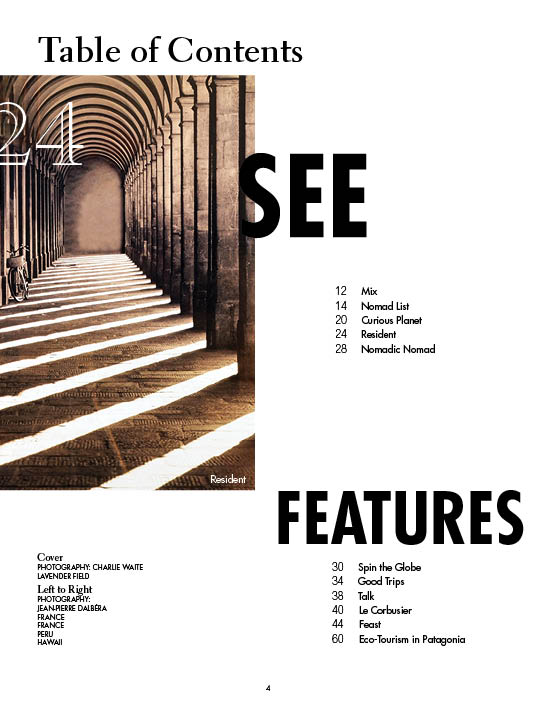 Table of Contents
24
SEE
12 Mix
14 Nomad List
20 Curious Planet
24 Resident
28 Nomadic Nomad
Resident
FEATURES
30 Spin the Globe
34 Good Trips
38 Talk
40 Le Corbusier
44 Feast
60 Eco-Tourism in Patagonia
Cover
PHOTOGRAPHY: CHARLIE WAITE
LAVENDER FIELD
Left to Right
PHOTOGRAPHY:
JEAN-PIERRE DALBÉRA
FRANCE
FRANCE
PERU
HAWAII
4